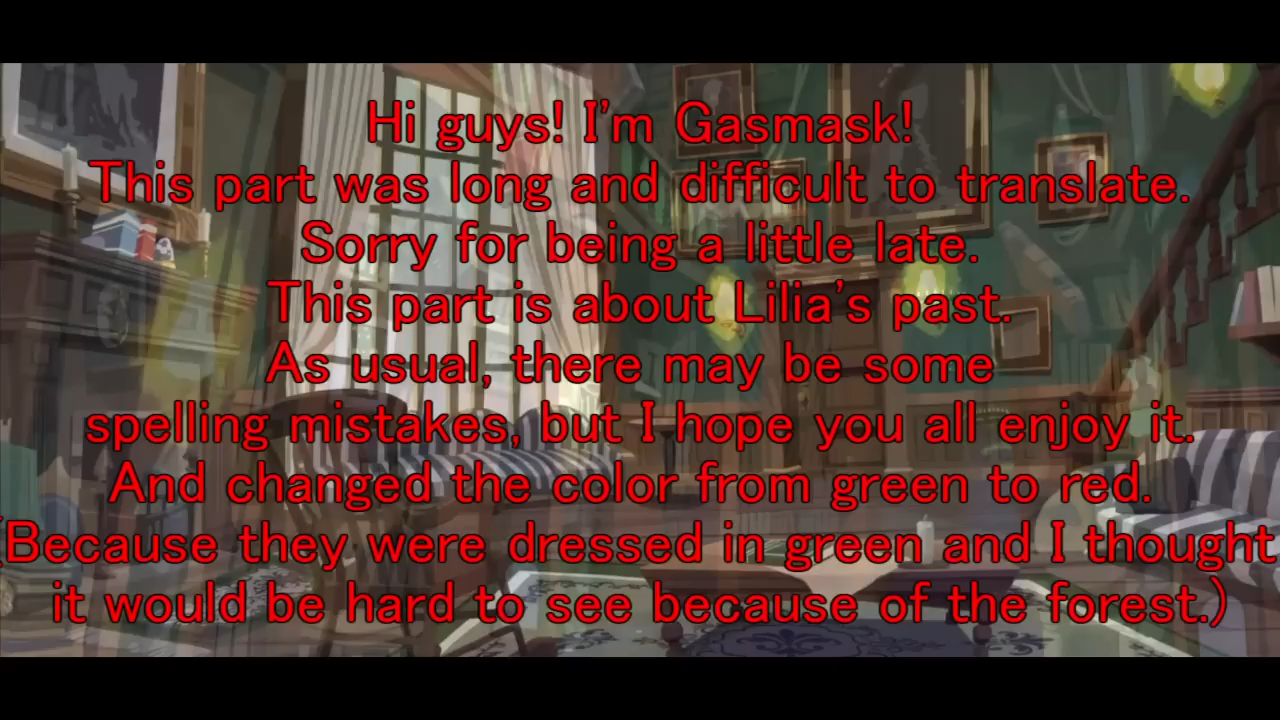 Hi guys! I'm Gasmask!
This part was long and difficult to translate.
Sorry for being a little late.
This part is about Lilia's past.
As usual, there may be some
spelling mistakes, but I hope you all enjoy it.
And changed the color from green to red.
(Because they were dressed in green and I thought
it would be hard to see because of the forest.)